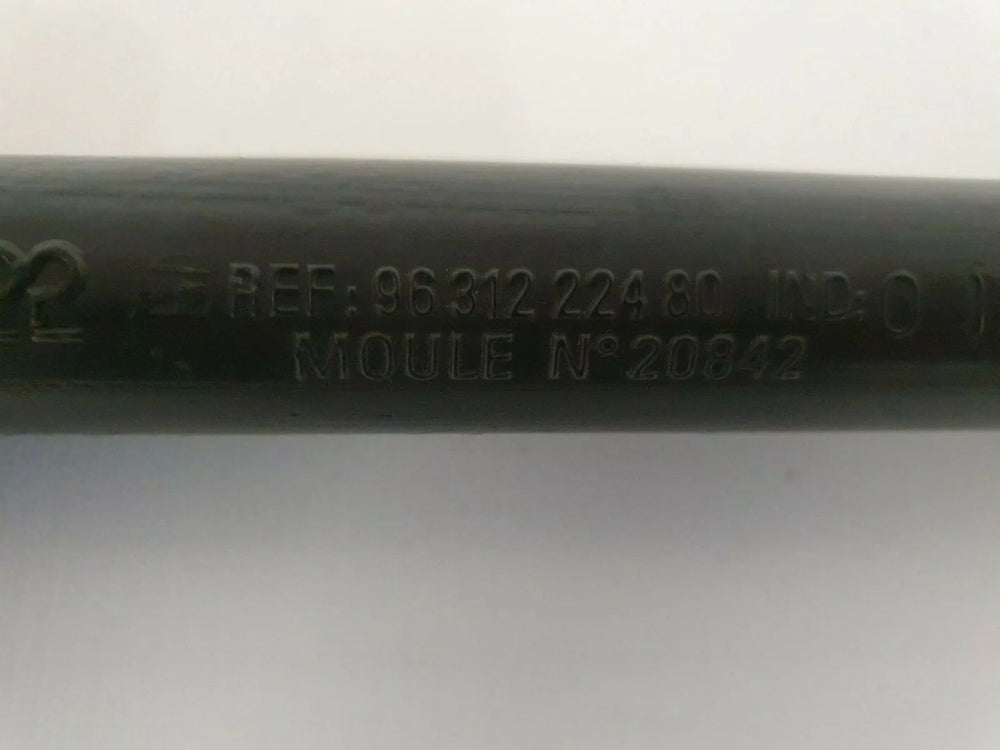 REF: 96 312 224 80 IND: 0
MOULE N° 20842